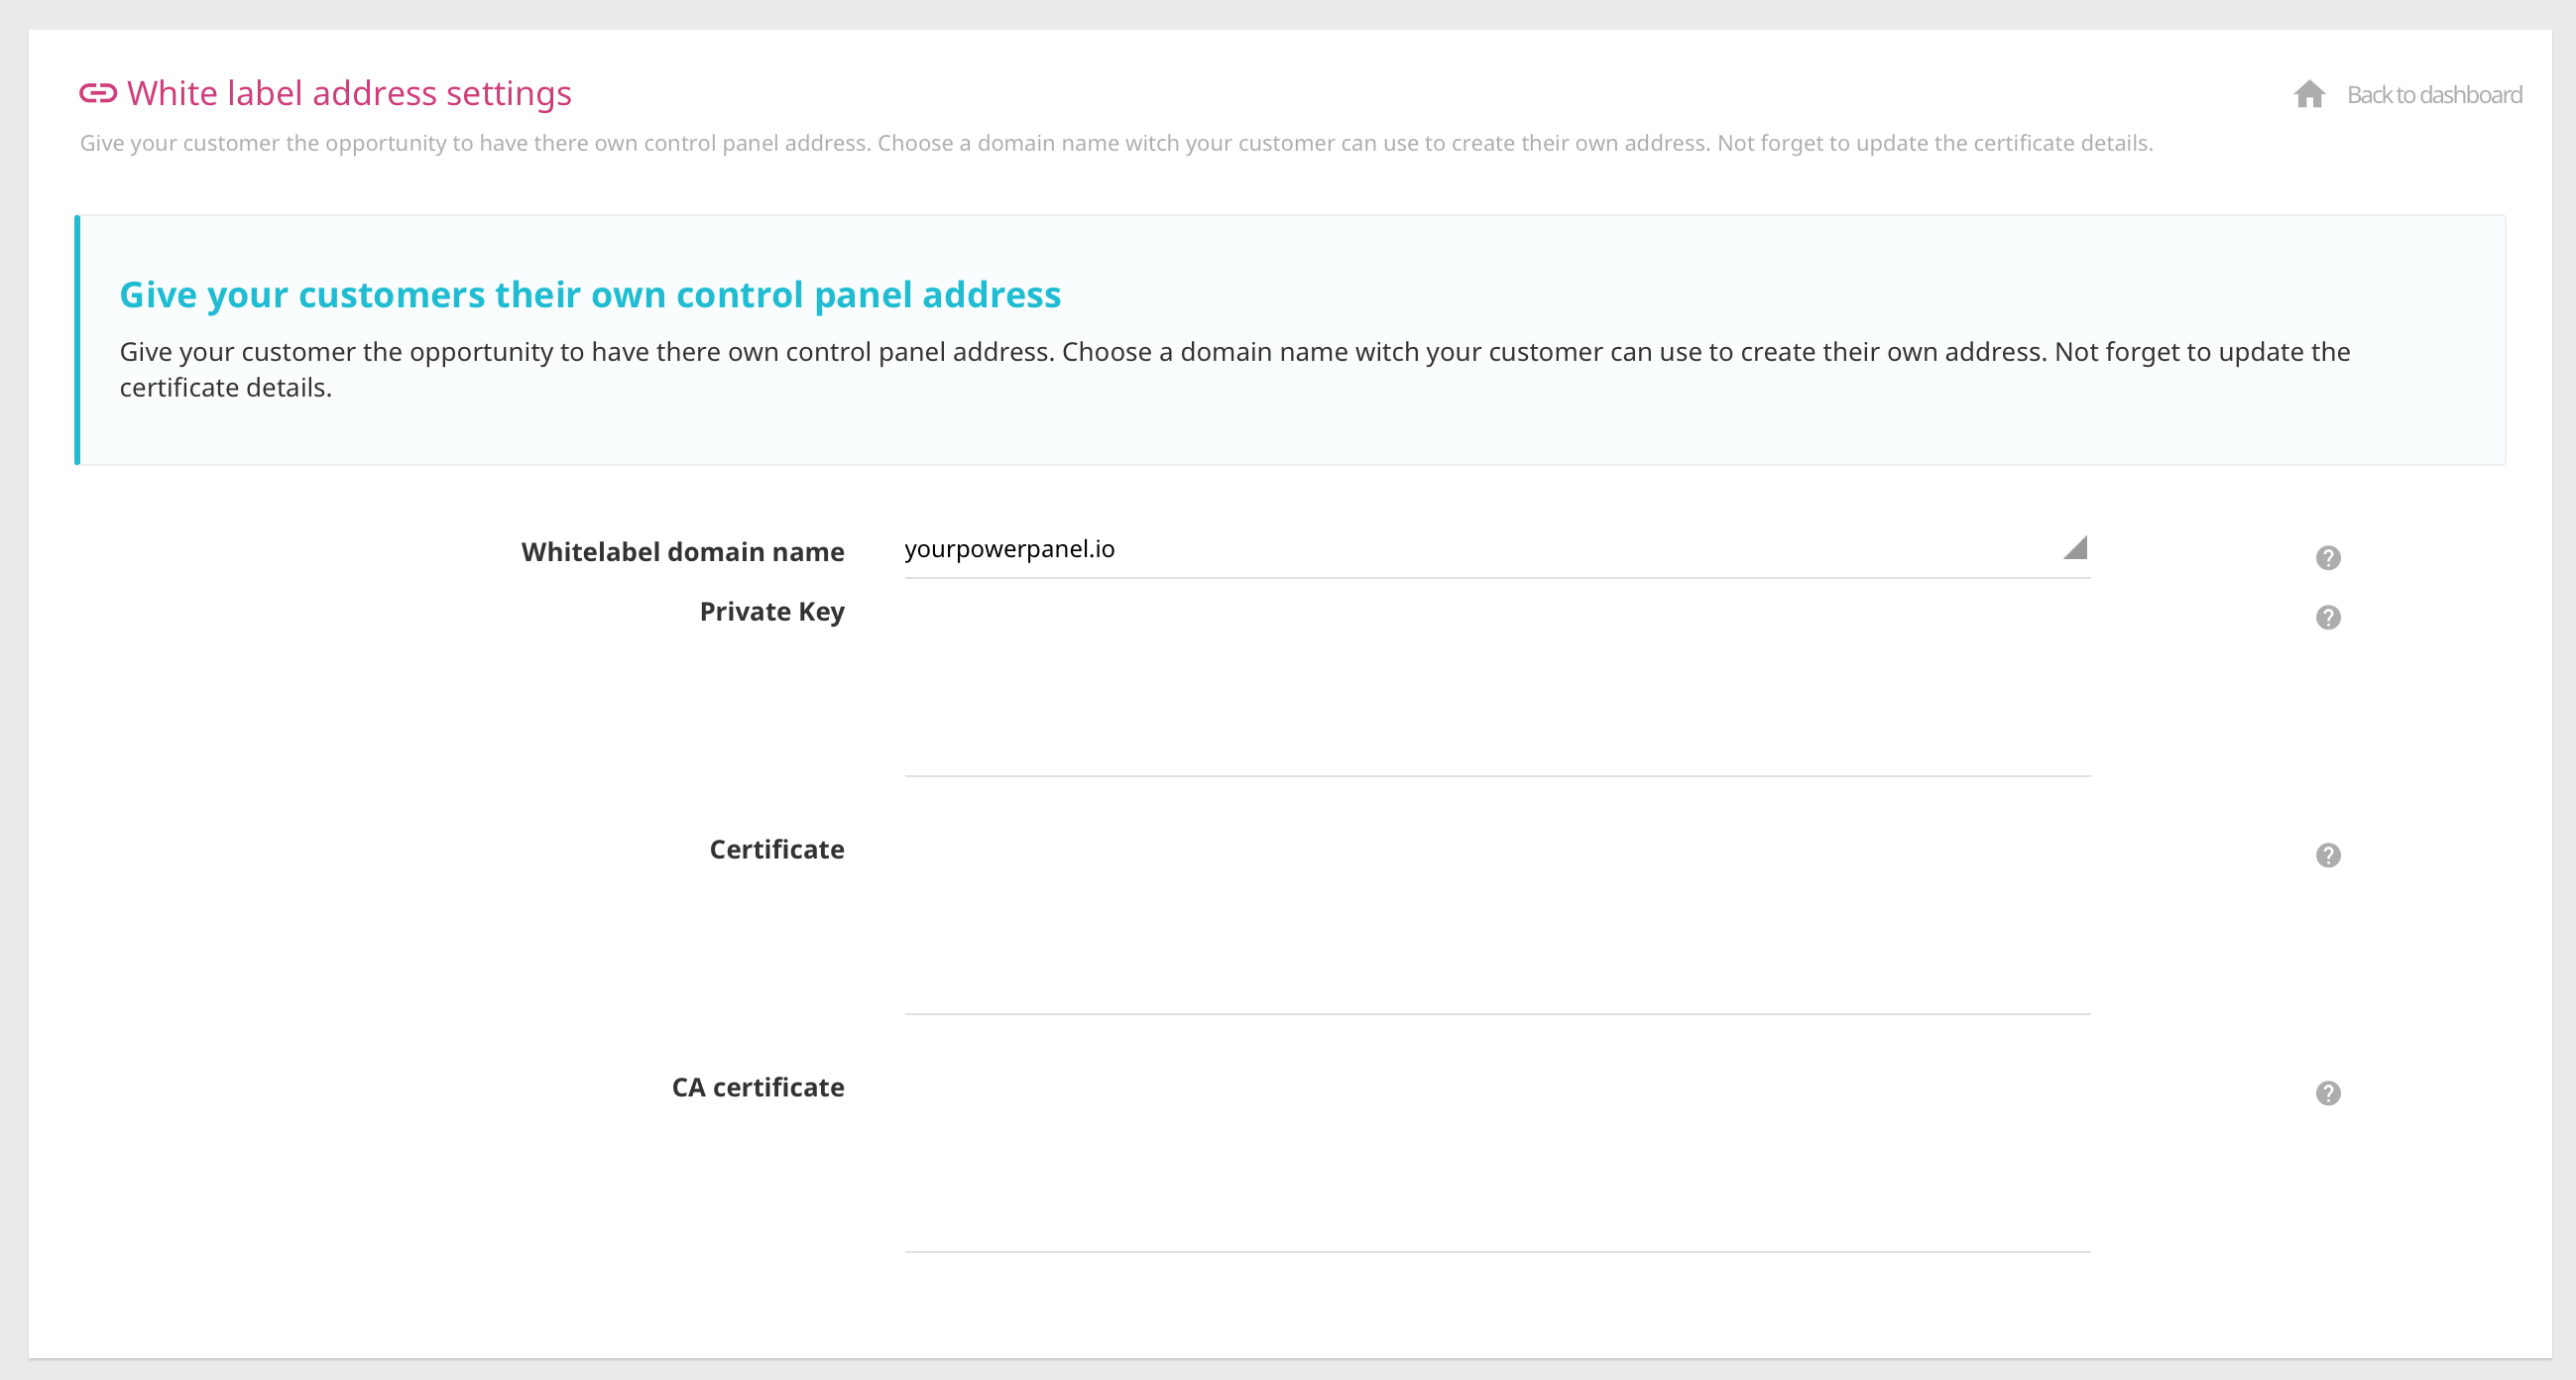 White label address settings
Back to dashboard
Give your customer the opportunity to have there own control panel address. Choose a domain name witch your customer can use to create their own address. Not forget to update the certificate details.
Give your customers their own control panel address
Give your customer the opportunity to have there own control panel address. Choose a domain name witch your customer can use to create their own address. Not forget to update the
certificate details.
Whitelabel domain name
yourpowerpanel.io
Private Key
Certificate
CA certificate